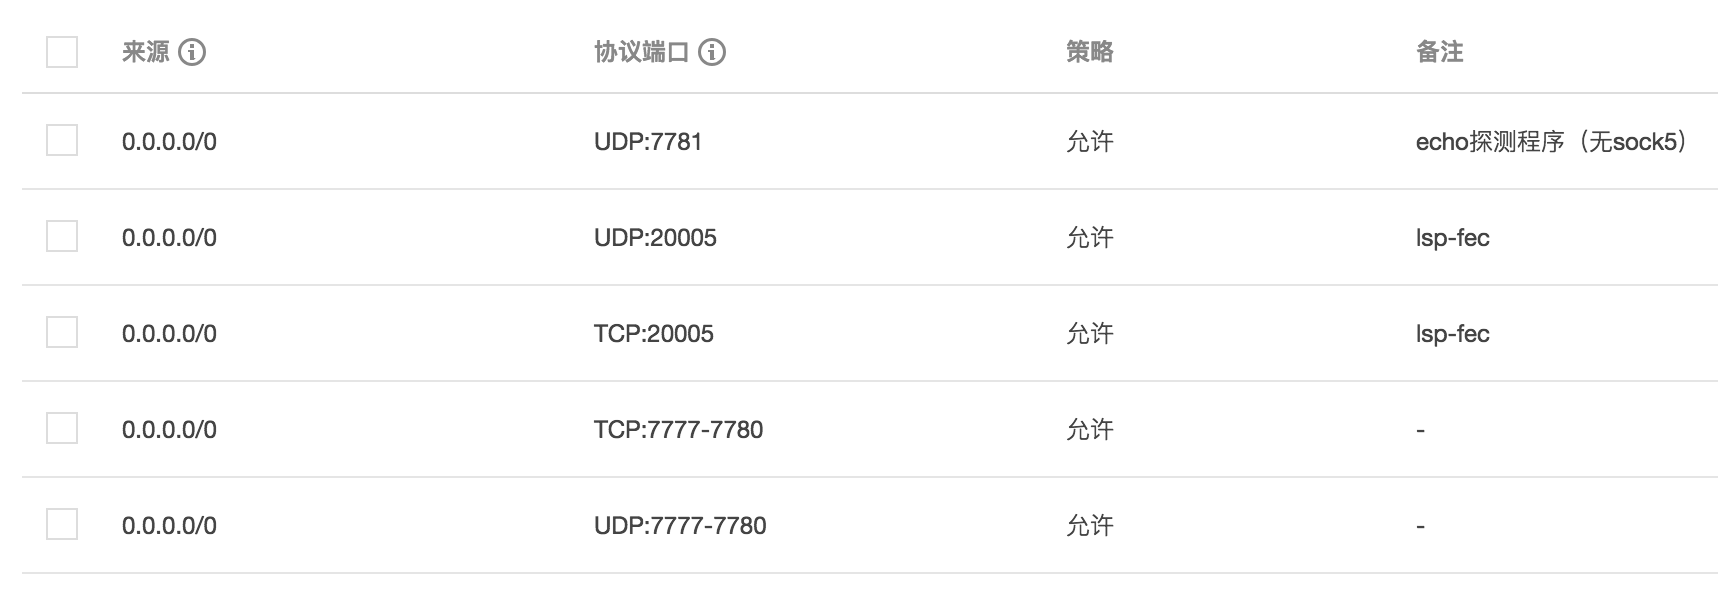 来源 协议端口 策略 备注
0.0.0.0/0 UDP:7781 允许 echo探测程序（无sock5）
0.0.0.0/0 UDP:20005 允许 lsp-fec
0.0.0.0/0 TCP:20005 允许 lsp-fec
0.0.0.0/0 TCP:7777-7780 允许 -
0.0.0.0/0 UDP:7777-7780 允许 -